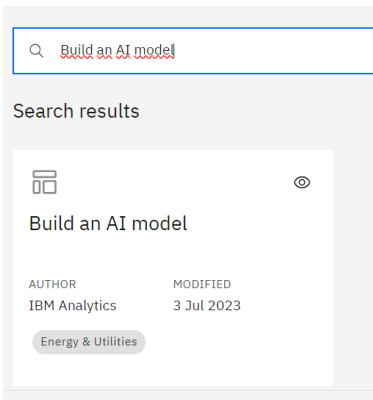 Build an AI model
Search results
Build an AI model
AUTHOR MODIFIED
IBM Analytics 3 Jul 2023
Energy & Utilities